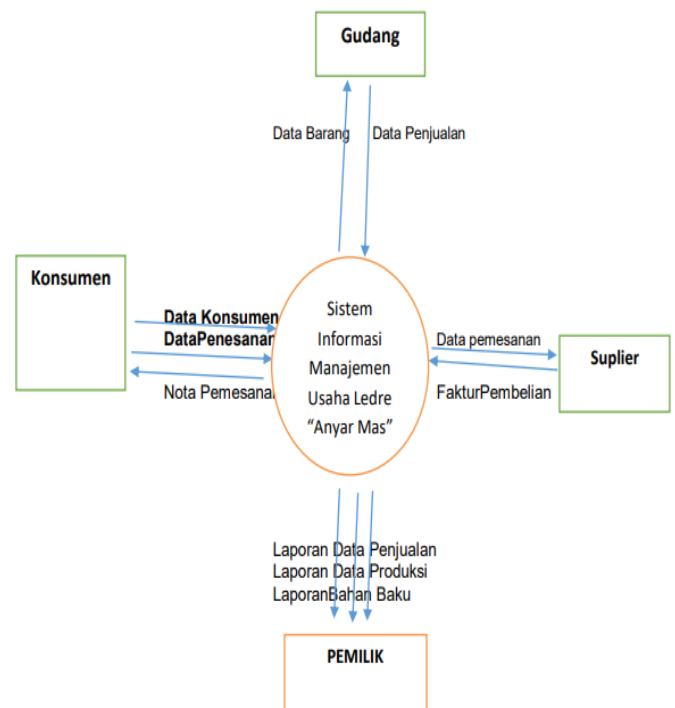 Gudang
Data Barang
Data Penjualan
Konsumen
Data Konsumen
DataPenesanan
Nota Pemesanan
Sistem
Informasi
Manajemen
Usaha Ledre
“Anyar Mas”
Data pemesanan
FakturPembelian
Suplier
Laporan Data Penjualan
Laporan Data Produksi
LaporanBahan Baku
PEMILIK